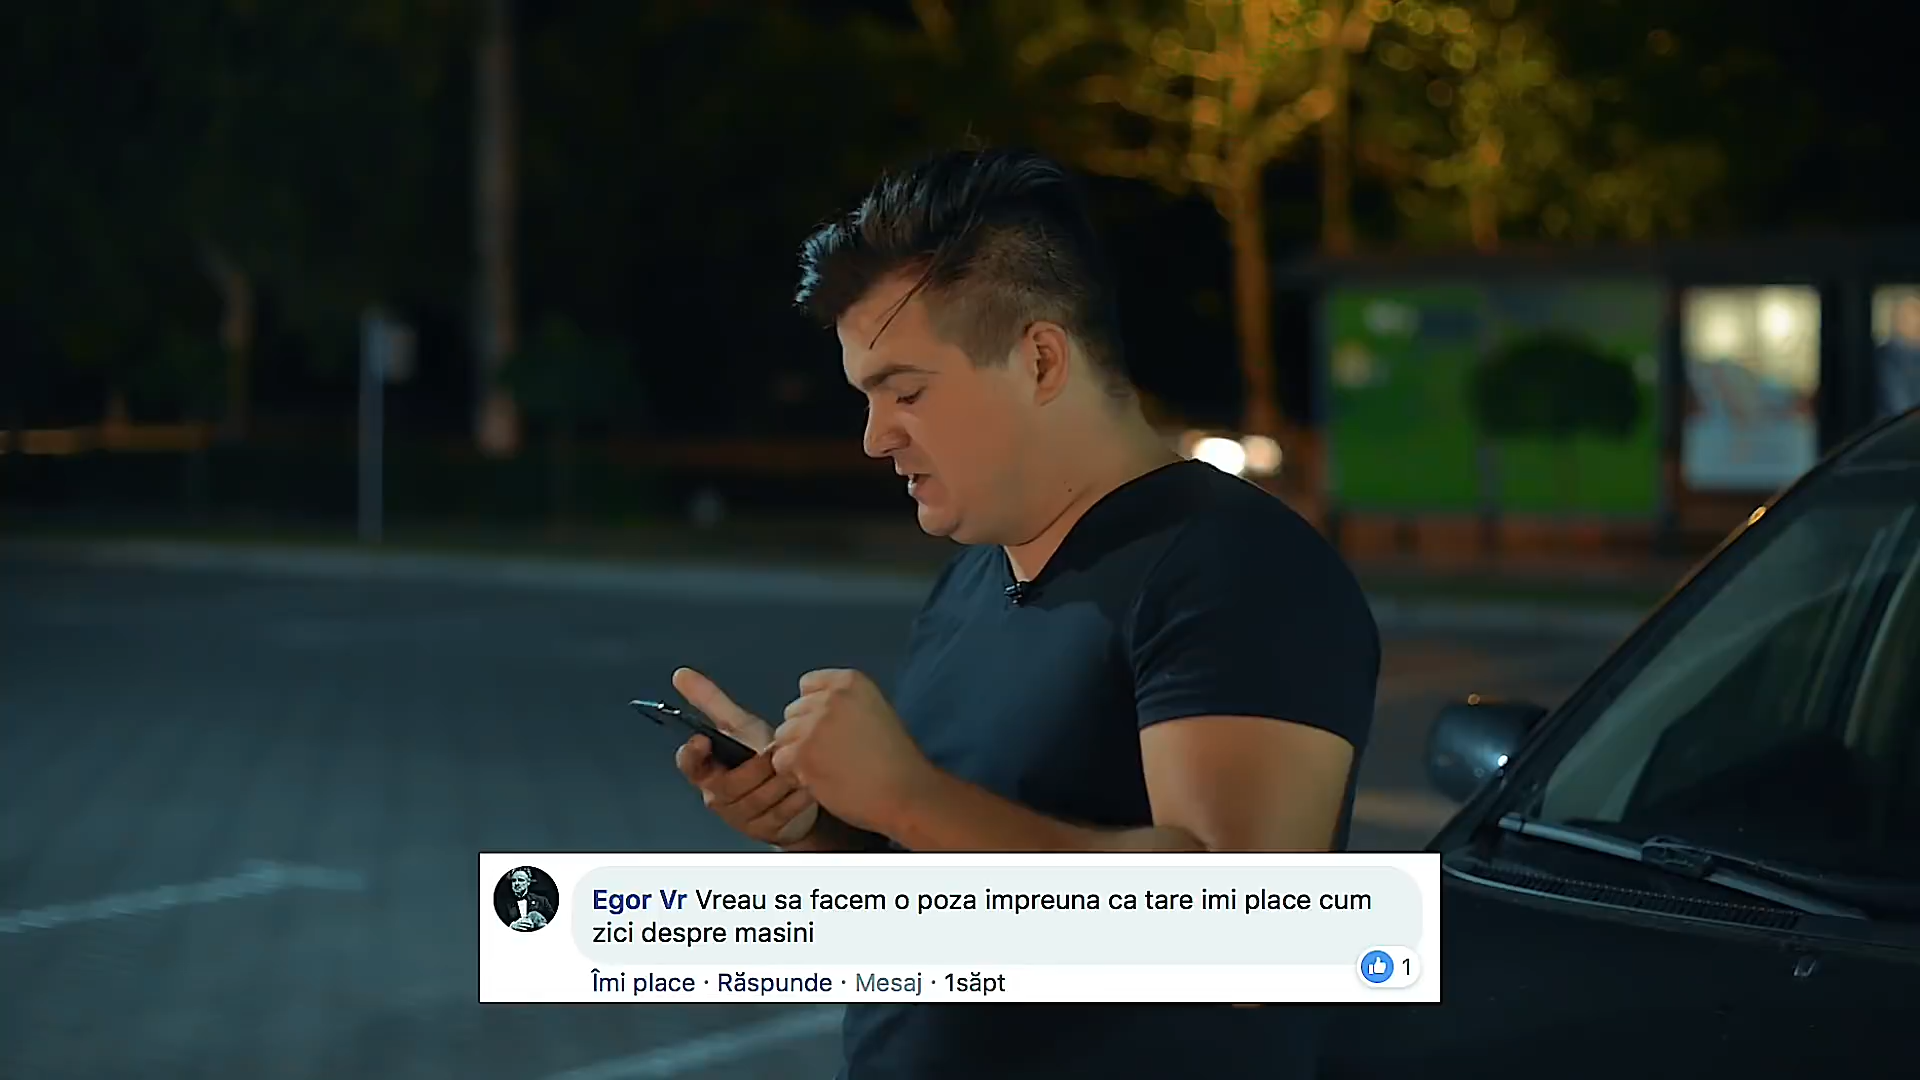 Egor Vr Vreau sa facem o poza impreuna ca tare imi place cum
zici despre masini
Îmi place · Răspunde · Mesaj · 1săpt
1